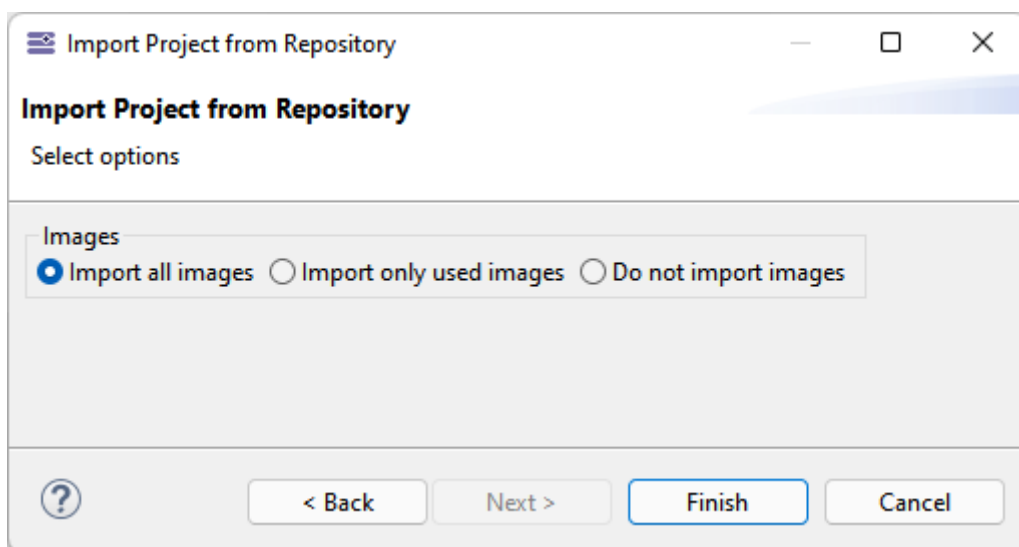 Import Project from Repository
Import Project from Repository
Select options
Images
Import all images Import only used images Do not import images
? < Back Next > Finish Cancel